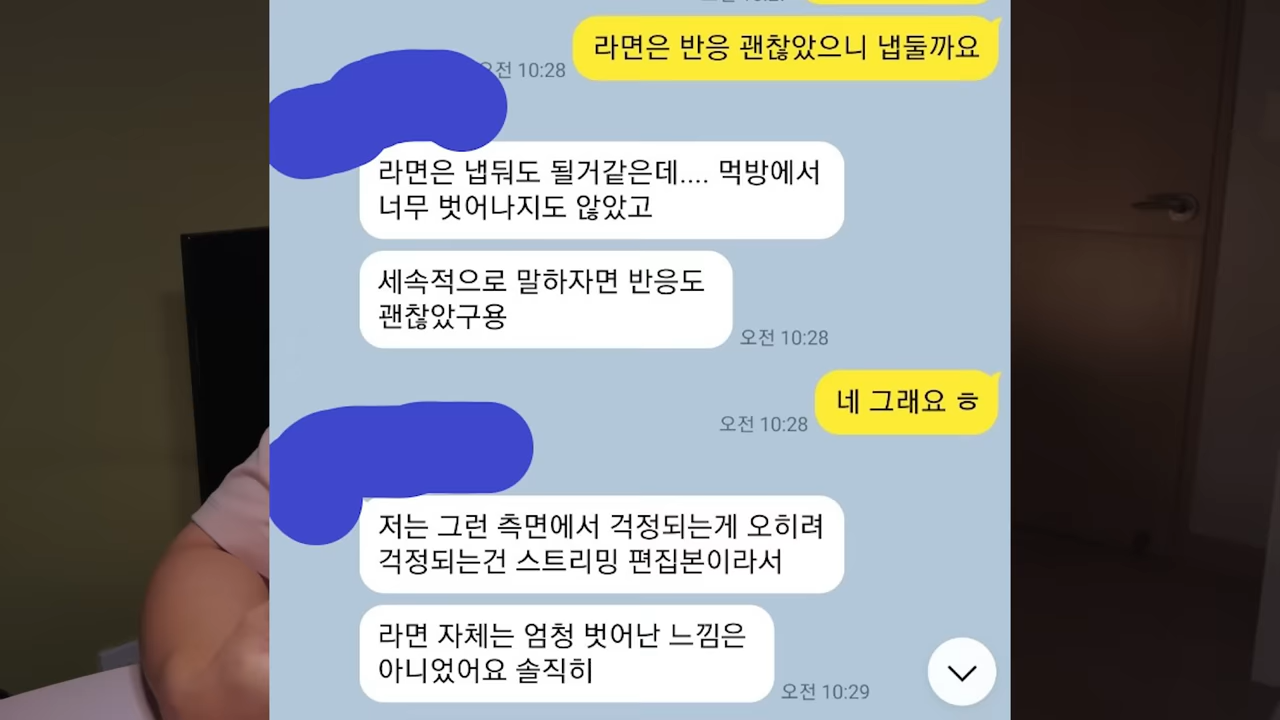 라면은 반응 괜찮았으니 냅둘까요
오전 10:28
라면은 냅둬도 될거같은데.... 먹방에서
너무 벗어나지도 않았고
세속적으로 말하자면 반응도
괜찮았구용
오전 10:28
네 그래요 ㅎ
오전 10:28
저는 그런 측면에서 걱정되는게 오히려
걱정되는건 스트리밍 편집본이라서
라면 자체는 엄청 벗어난 느낌은
아니었어요 솔직히
오전 10:29